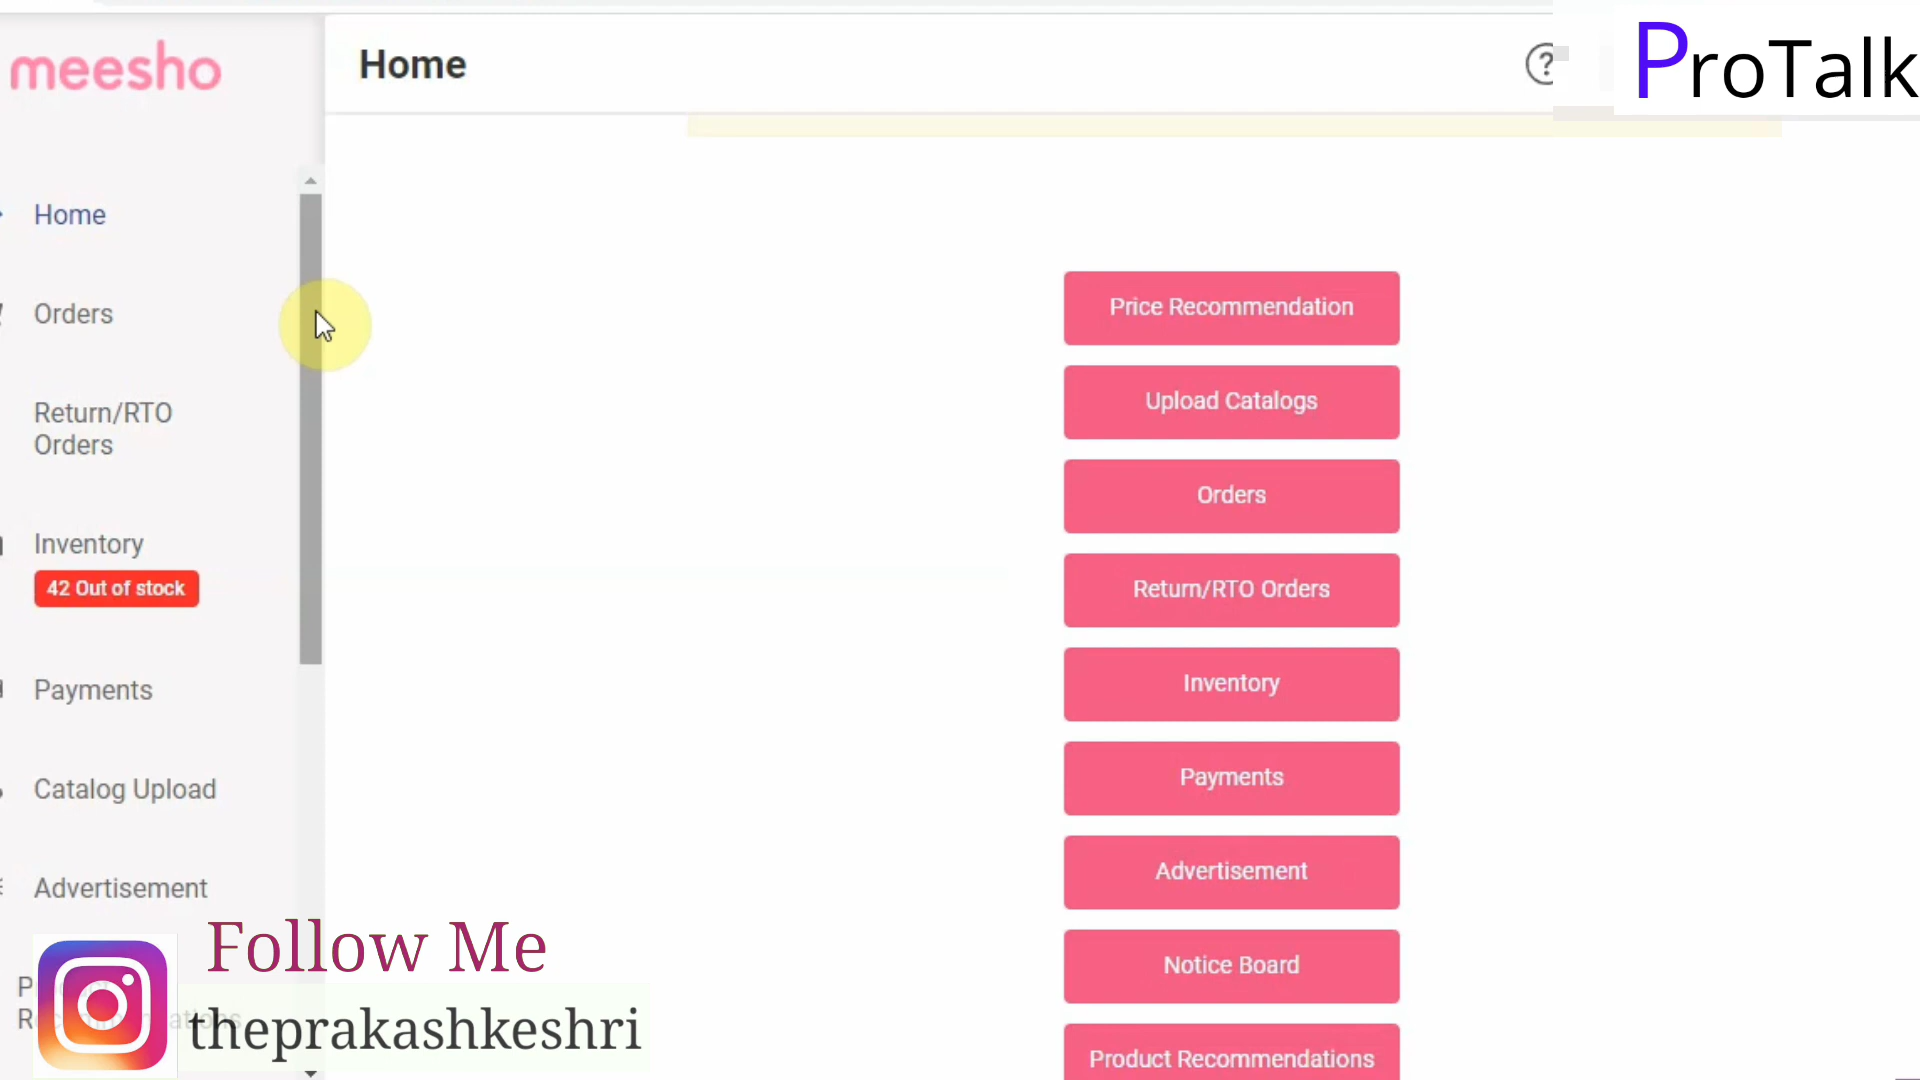 meesho
Home
?
ProTalk
Home
Orders
Return/RTO
Orders
Inventory
42 Out of stock
Payments
Catalog Upload
Advertisement
Price Recommendation
Upload Catalogs
Orders
Return/RTO Orders
Inventory
Payments
Advertisement
Notice Board
Product Recommendations
Follow Me
theprakashkeshri